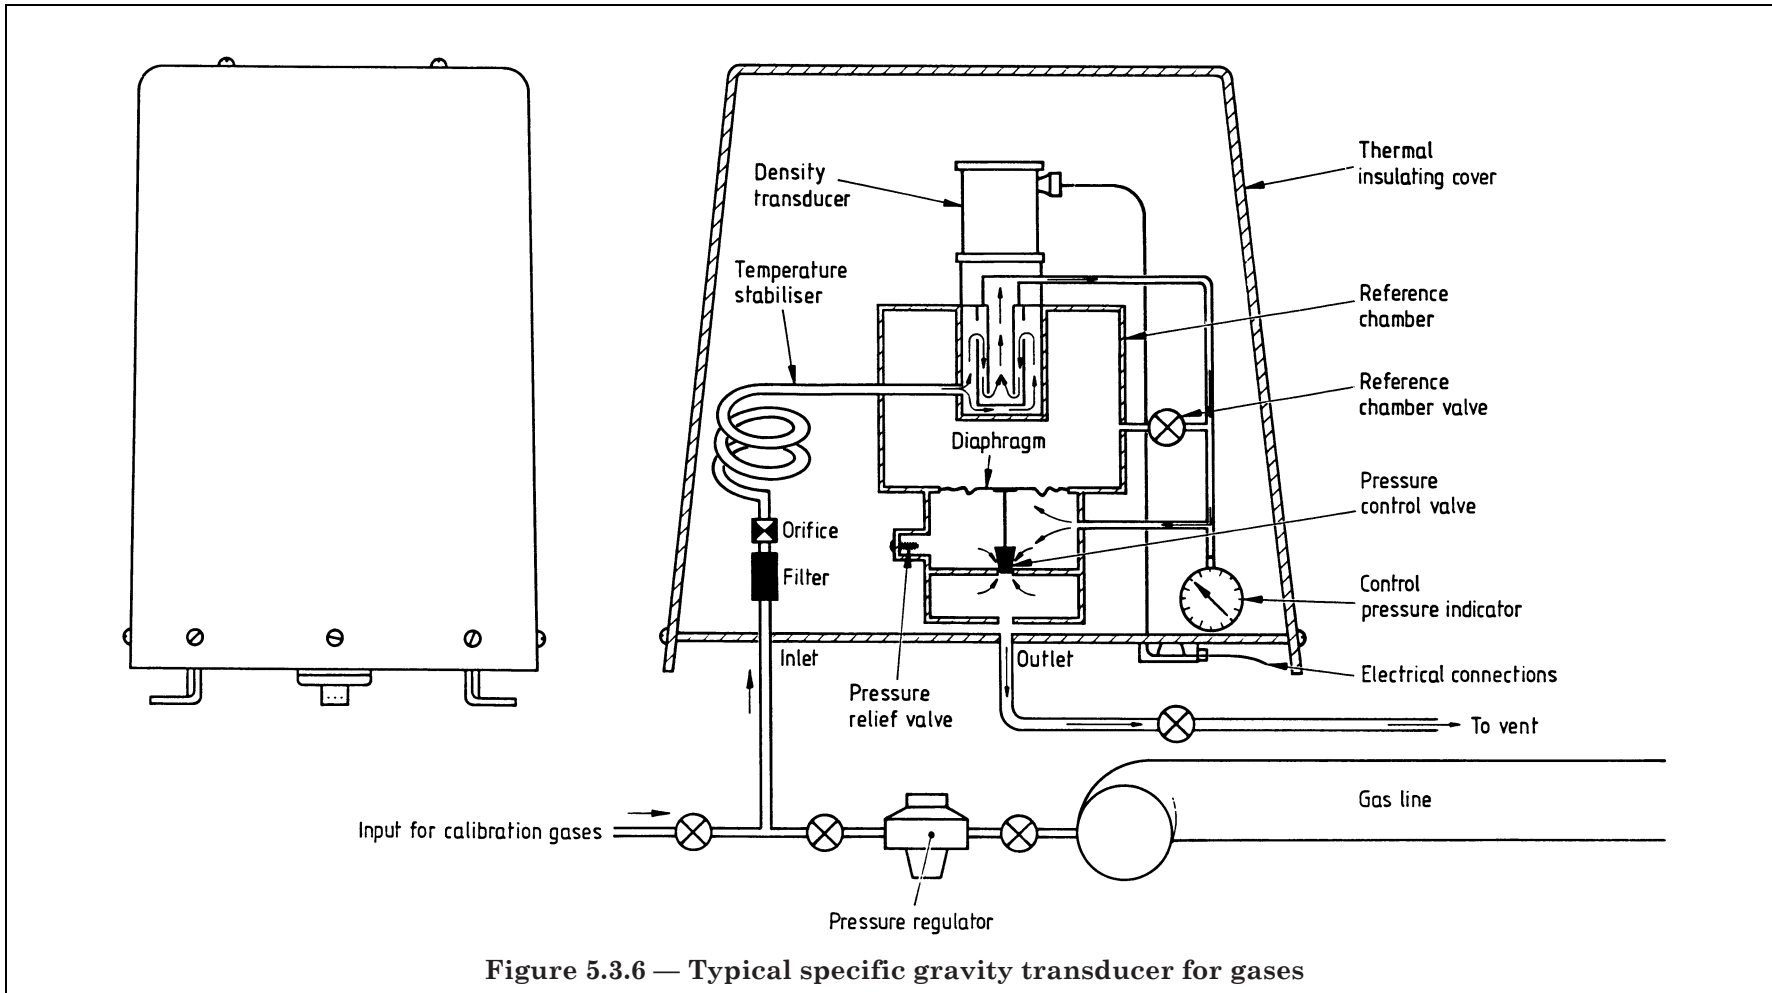 Density
transducer
Thermal
insulating cover
Temperature
stabiliser
Reference
chamber
Reference
chamber valve
Diaphragm
Pressure
control valve
Orifice
Filter
Control
pressure indicator
Inlet
Outlet
Electrical connections
Pressure
relief valve
To vent
Gas line
Input for calibration gases
Pressure regulator
Figure 5.3.6 — Typical specific gravity transducer for gases